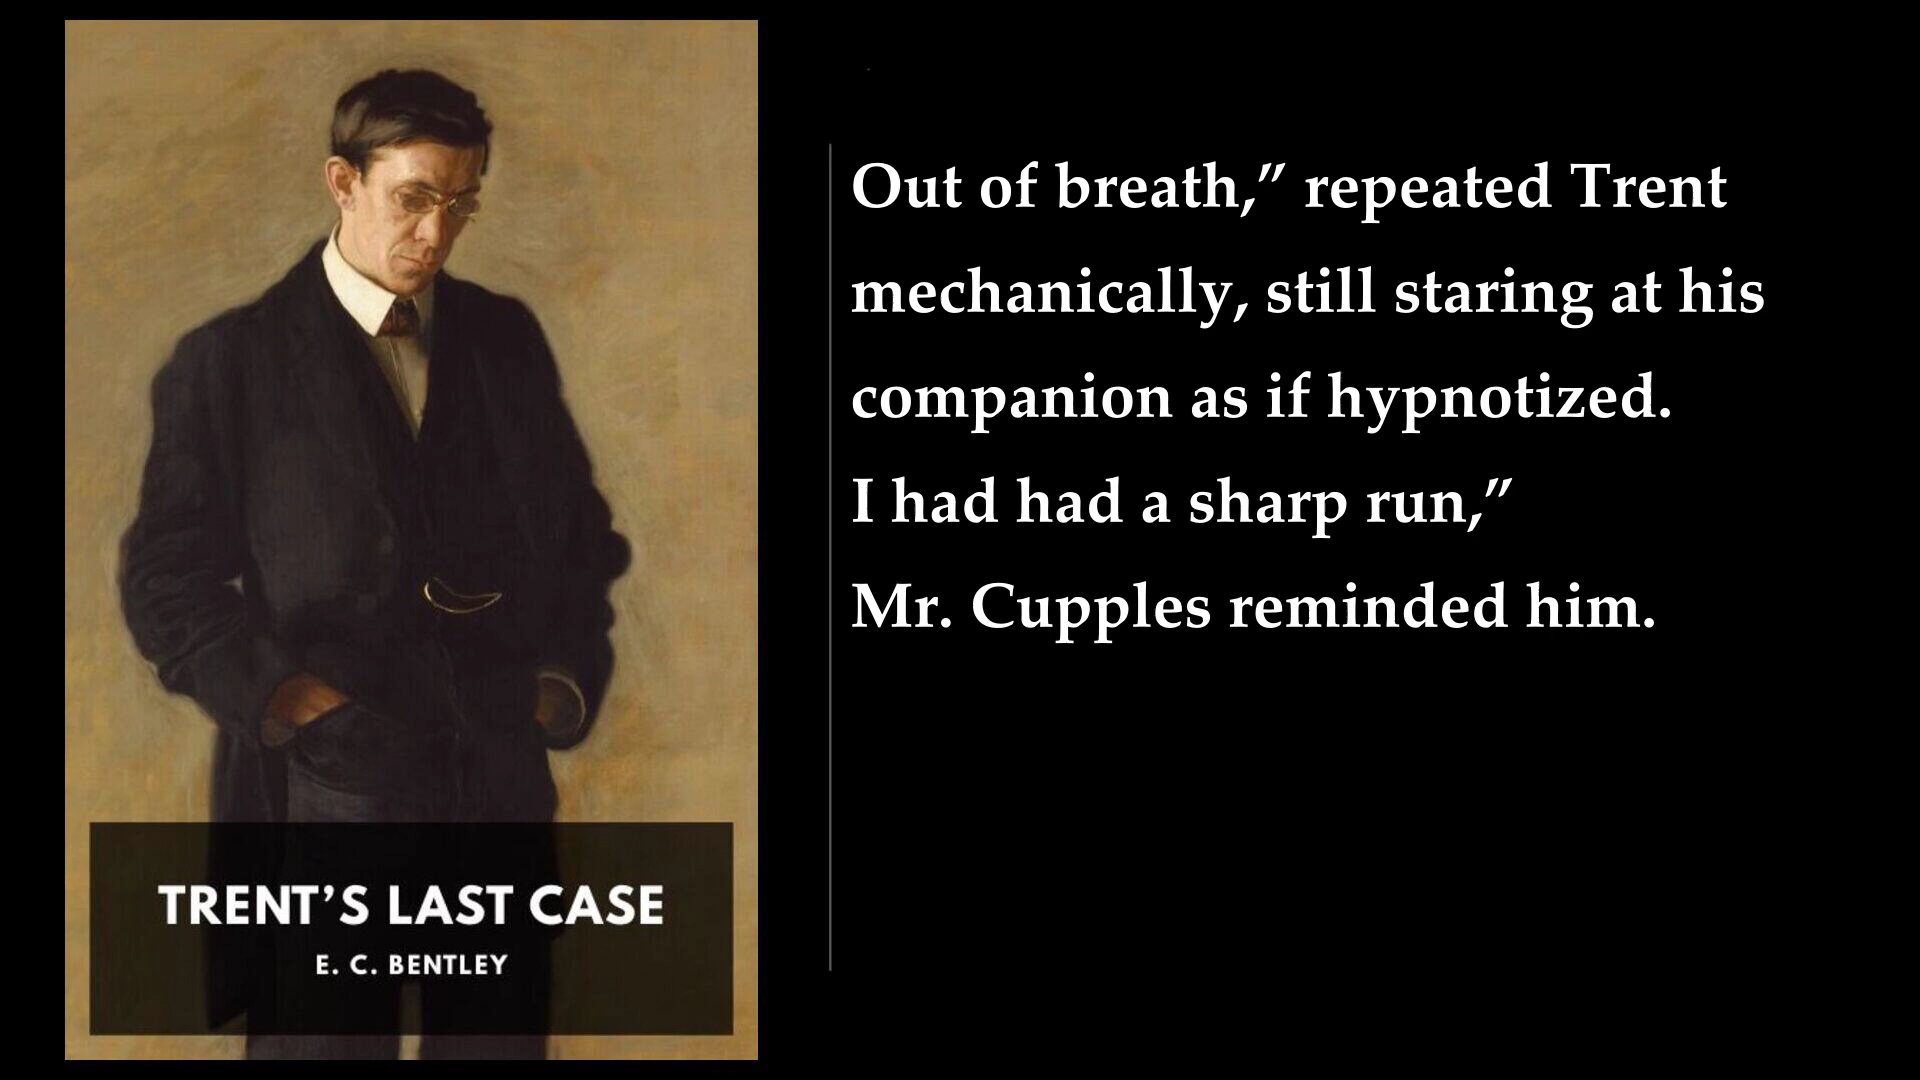 Out of breath,” repeated Trent
mechanically, still staring at his
companion as if hypnotized.
I had had a sharp run,”
Mr. Cupples reminded him.
TRENT’S LAST CASE
E. C. BENTLEY